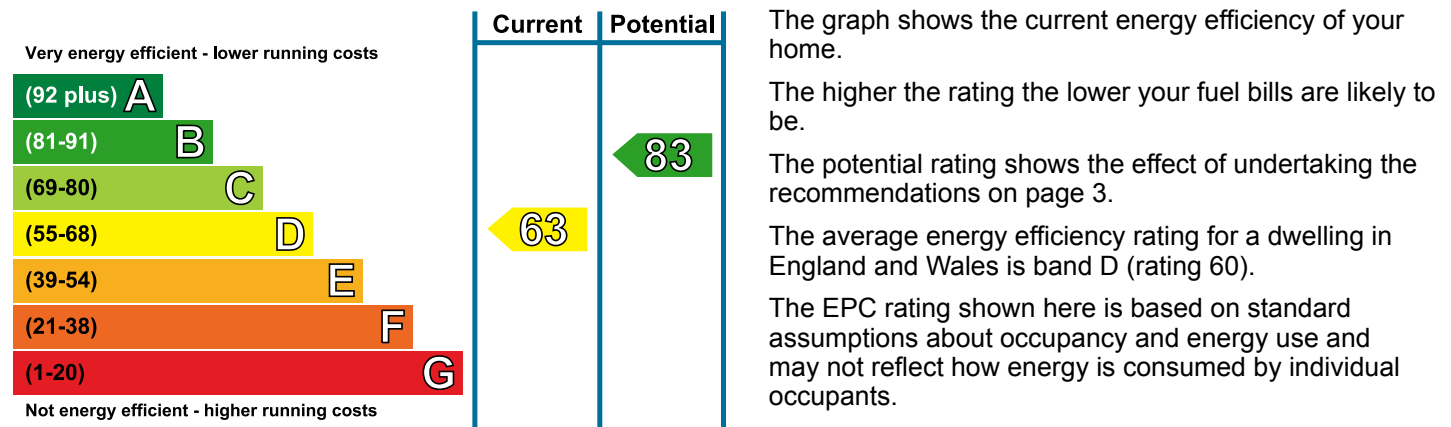 Current Potential
Very energy efficient - lower running costs
(92 plus) A
(81-91) B
83
(69-80) C
(55-68) D
63
(39-54) E
(21-38) F
(1-20) G
Not energy efficient - higher running costs
The graph shows the current energy efficiency of your
home.
The higher the rating the lower your fuel bills are likely to
be.
The potential rating shows the effect of undertaking the
recommendations on page 3.
The average energy efficiency rating for a dwelling in
England and Wales is band D (rating 60).
The EPC rating shown here is based on standard
assumptions about occupancy and energy use and
may not reflect how energy is consumed by individual
occupants.